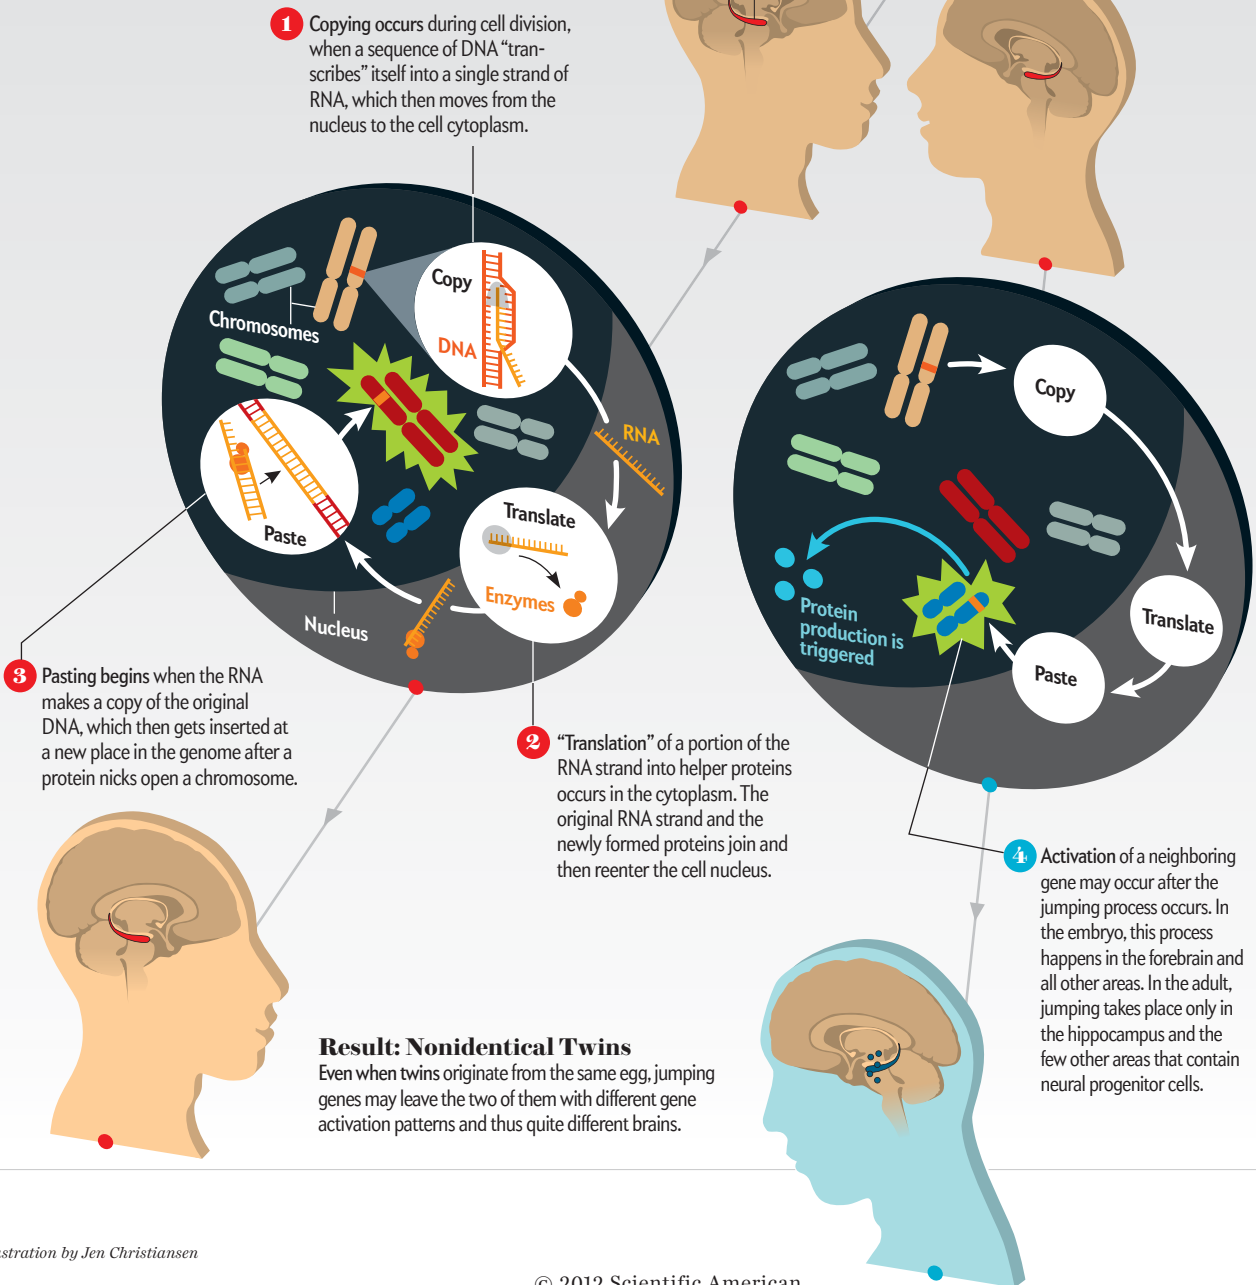 1 Copying occurs during cell division,
when a sequence of DNA “tran-
scribes” itself into a single strand of
RNA, which then moves from the
nucleus to the cell cytoplasm.
Copy
DNA
Chromosomes
RNA
Translate
Enzymes
Paste
Nucleus
Copy
Translate
Paste
Protein
production is
triggered
3 Pasting begins when the RNA
makes a copy of the original
DNA, which then gets inserted at
a new place in the genome after a
protein nicks open a chromosome.
2 “Translation” of a portion of the
RNA strand into helper proteins
occurs in the cytoplasm. The
original RNA strand and the
newly formed proteins join and
then reenter the cell nucleus.
4 Activation of a neighboring
gene may occur after the
jumping process occurs. In
the embryo, this process
happens in the forebrain and
all other areas. In the adult,
jumping takes place only in
the hippocampus and the
few other areas that contain
neural progenitor cells.
Result: Nonidentical Twins
Even when twins originate from the same egg, jumping
genes may leave the two of them with different gene
activation patterns and thus quite different brains.
ustration by Jen Christiansen
© 2012 Scientific American